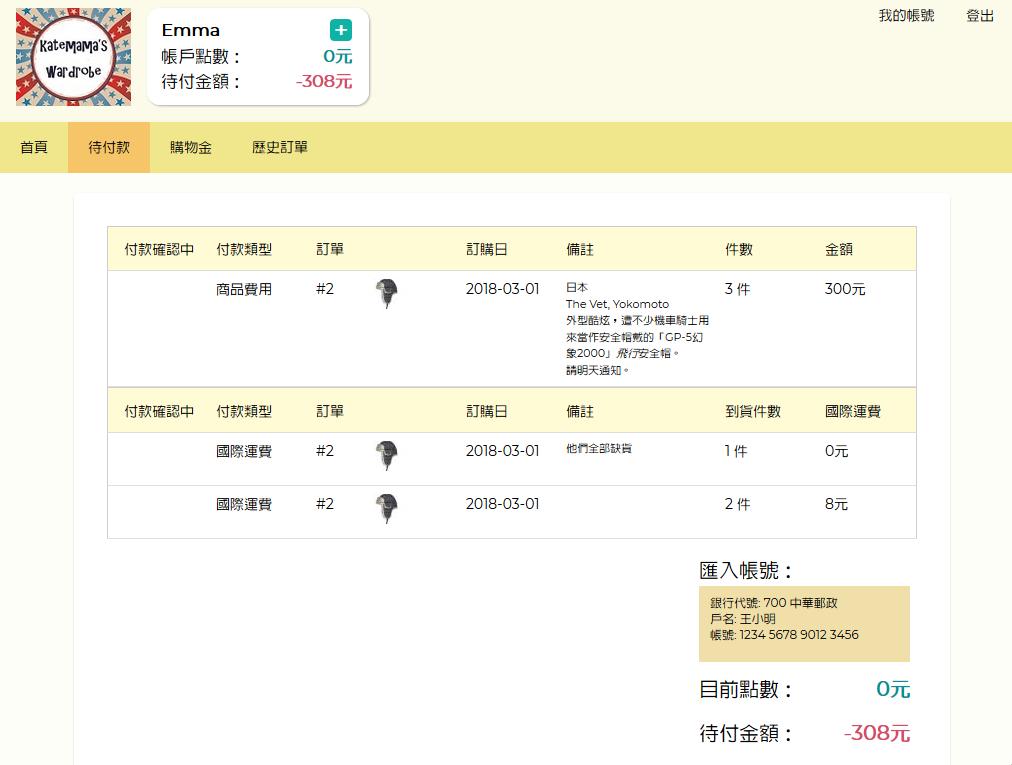 KATEMAMA'S
Wardrobe
Emma
+
帳戶點數：
0元
待付金額：
-308元
我的帳號
登出
首頁
待付款
購物金
歷史訂單
付款確認中 付款類型 訂單 訂購日 備註 件數 金額
商品費用 #2 2018-03-01 日本 3 件 300元
The Vet, Yokomoto
外型酷炫，遭不少機車騎士用
來當作安全帽戴的「GP-5幻
象2000」飛行安全帽。
請明天通知。
付款確認中 付款類型 訂單 訂購日 備註 到貨件數 國際運費
國際運費 #2 2018-03-01 他們全部缺貨 1 件 0元
國際運費 #2 2018-03-01 2 件 8元
匯入帳號：
銀行代號: 700 中華郵政
戶名: 王小明
帳號: 1234 5678 9012 3456
目前點數： 0元
待付金額： -308元